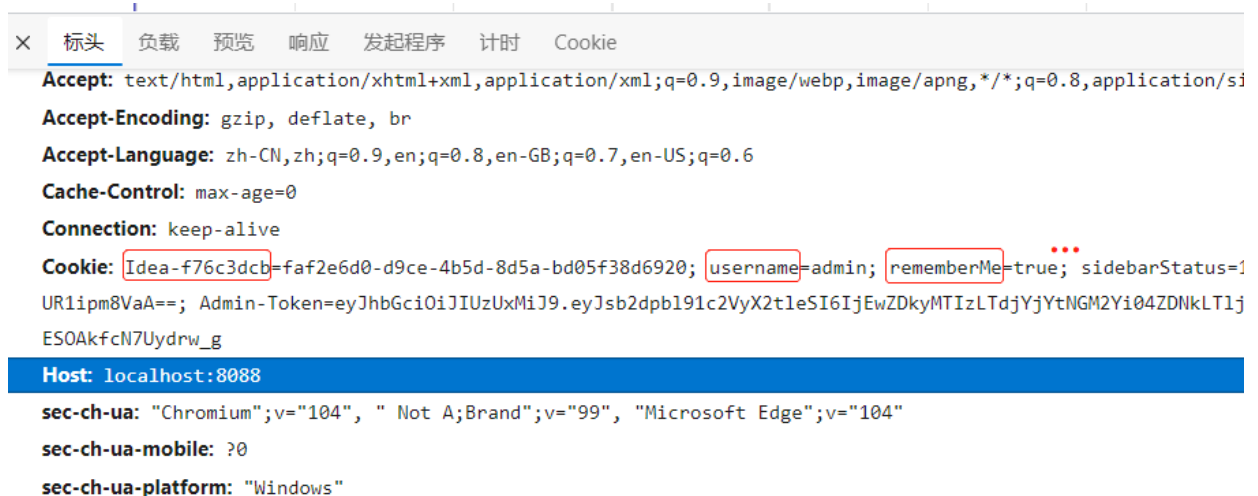 × 标头 负载 预览 响应 发起程序 计时 Cookie
Accept: text/html,application/xhtml+xml,application/xml;q=0.9,image/webp,image/apng,*/*;q=0.8,application/si
Accept-Encoding: gzip, deflate, br
Accept-Language: zh-CN,zh;q=0.9,en;q=0.8,en-GB;q=0.7,en-US;q=0.6
Cache-Control: max-age=0
Connection: keep-alive
Cookie: Idea-f76c3dcb=faf2e6d0-d9ce-4b5d-8d5a-bd05f38d6920; username=admin; rememberMe=true; sidebarStatus=1
UR1ipm8VaA==; Admin-Token=eyJhbGciOiJIUzUxMiJ9.eyJsb2dpbl91c2VyX2tleSI6IjEwZDkyMTIzLTdjYjYtNGM2Yi04ZDNkLTlj
ESOAkfcN7Uydrw_g
Host: localhost:8088
sec-ch-ua: "Chromium";v="104", " Not A;Brand";v="99", "Microsoft Edge";v="104"
sec-ch-ua-mobile: ?0
sec-ch-ua-platform: "Windows"